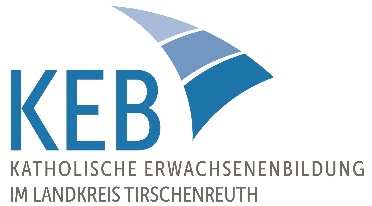 KEB
KATHOLISCHE ERWACHSENENBILDUNG
IM LANDKREIS TIRSCHENREUTH